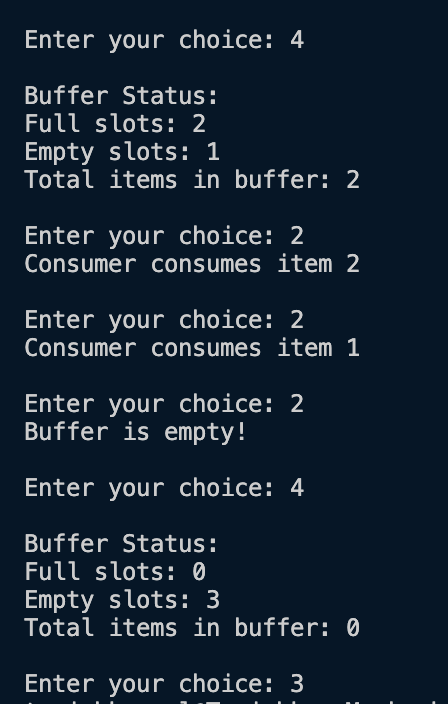 Enter your choice: 4
Buffer Status:
Full slots: 2
Empty slots: 1
Total items in buffer: 2
Enter your choice: 2
Consumer consumes item 2
Enter your choice: 2
Consumer consumes item 1
Enter your choice: 2
Buffer is empty!
Enter your choice: 4
Buffer Status:
Full slots: 0
Empty slots: 3
Total items in buffer: 0
Enter your choice: 3